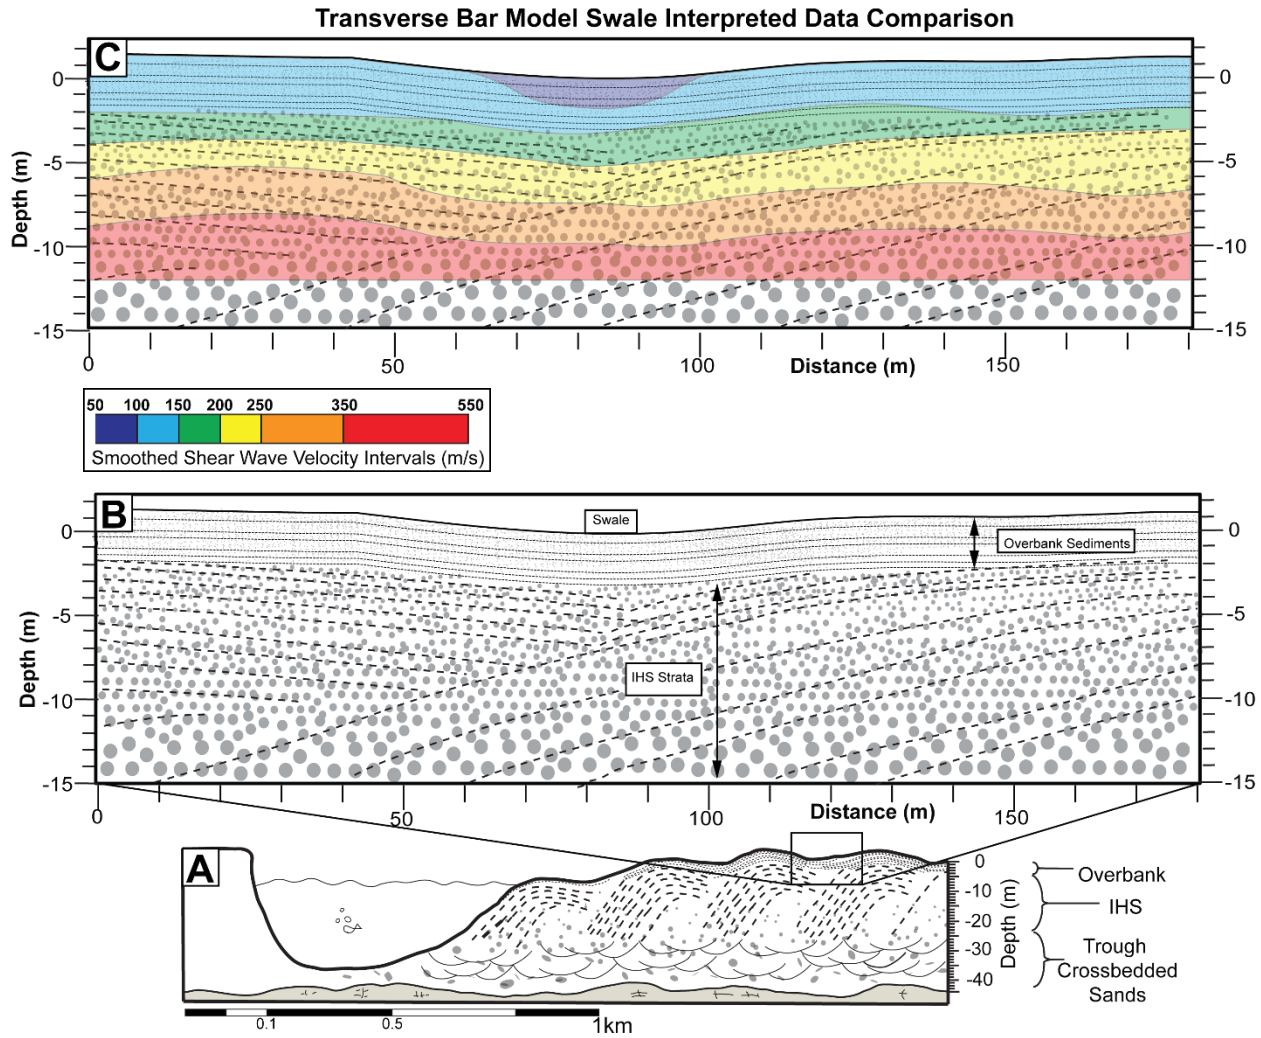 Transverse Bar Model Swale Interpreted Data Comparison
C
0
-5
-10
-15
Depth (m)
0
-5
-10
-15
0 50 100 Distance (m) 150
50 100 150 200 250 350 550
Smoothed Shear Wave Velocity Intervals (m/s)
B
Swale
Overbank Sediments
IHS Strata
0
-5
-10
-15
Depth (m)
0
-5
-10
-15
0 50 100 Distance (m) 150
A
0
-10
-20
-30
-40
Depth (m)
Overbank
IHS
Trough
Crossbedded
Sands
0.1 0.5 1km